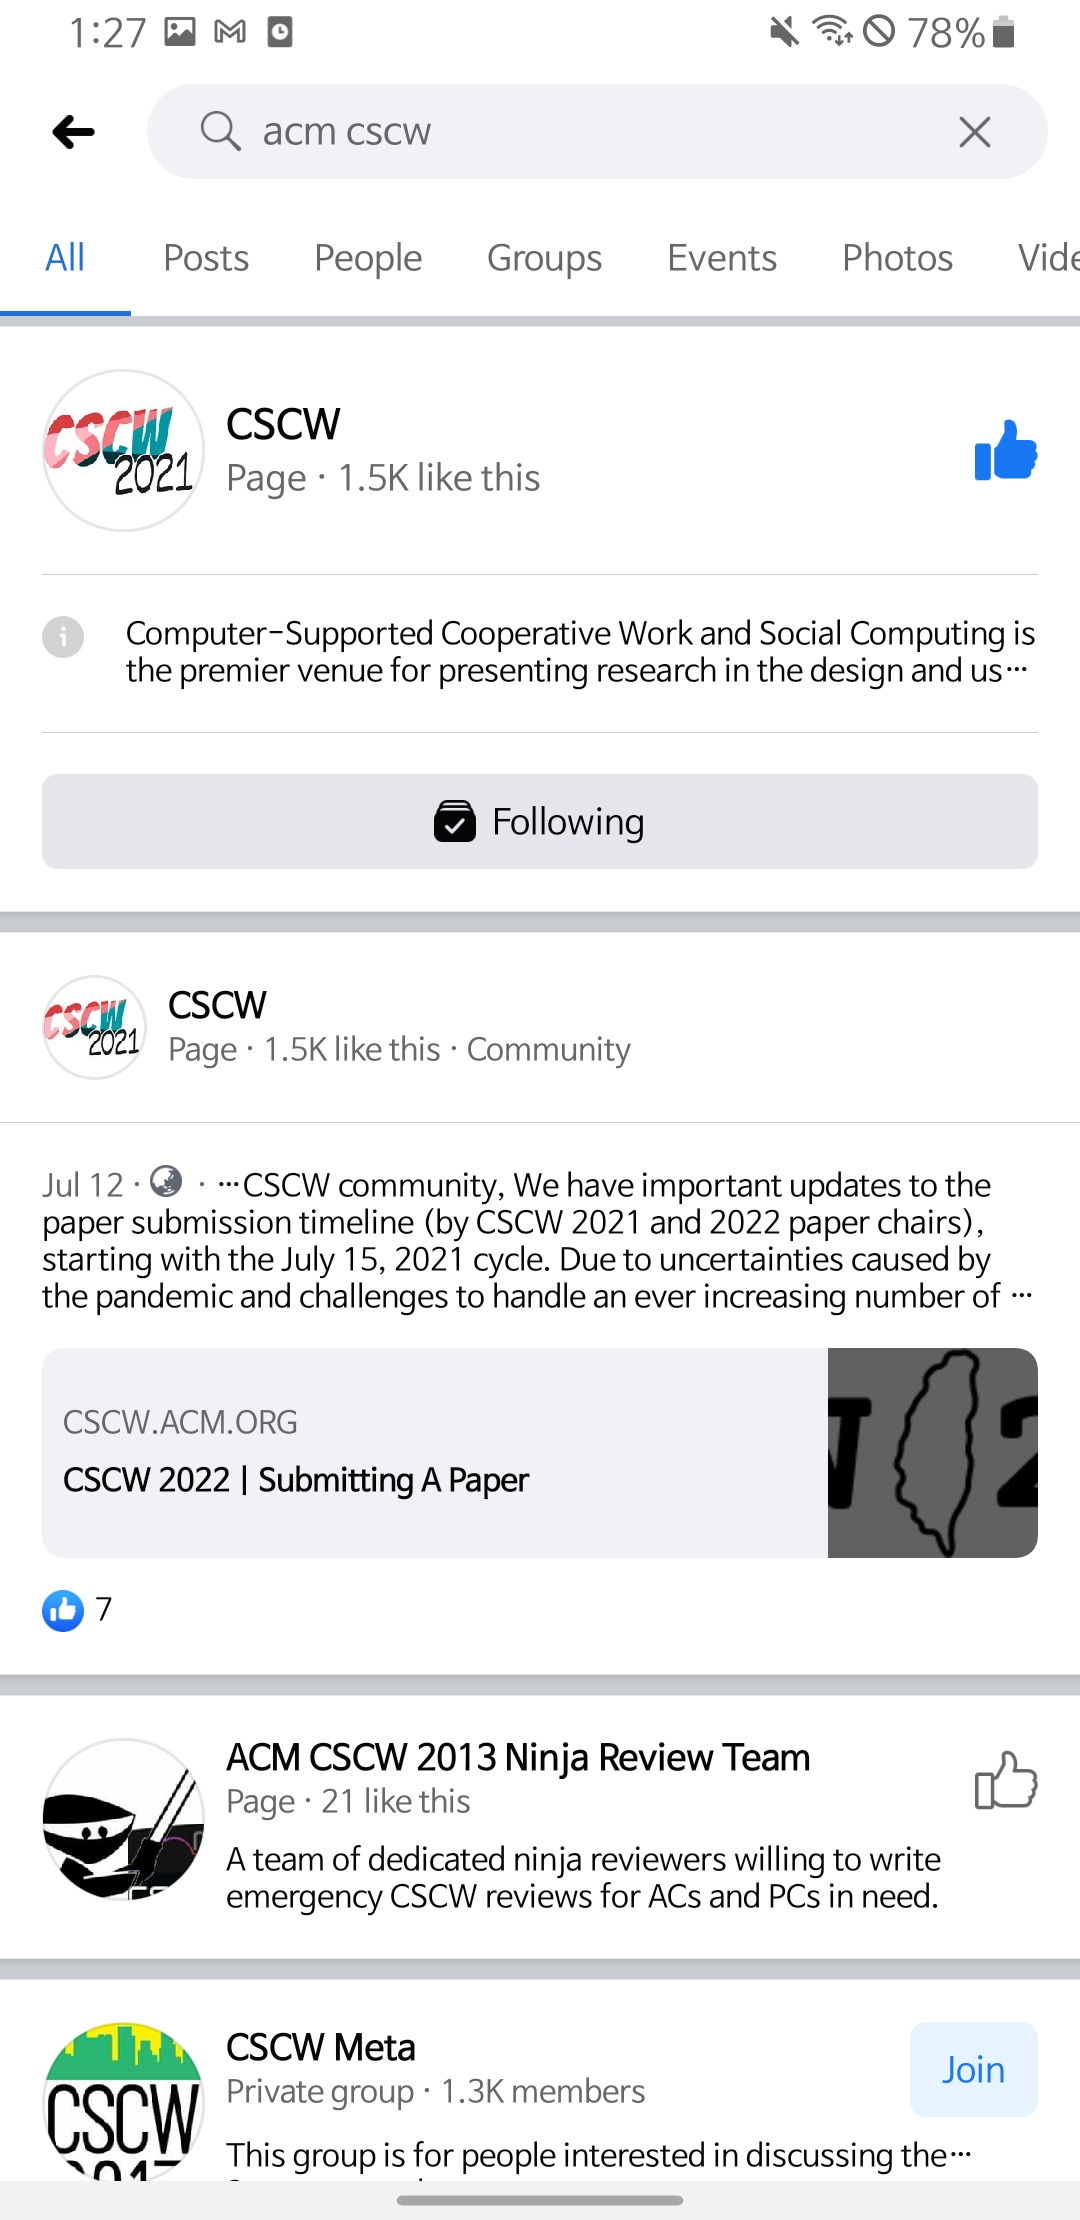 1:27 78%
acm cscw
All Posts People Groups Events Photos Vide
CSCW 2021
CSCW
Page · 1.5K like this
Computer-Supported Cooperative Work and Social Computing is
the premier venue for presenting research in the design and us…
Following
CSCW 2021
CSCW
Page · 1.5K like this · Community
Jul 12 · · …CSCW community, We have important updates to the
paper submission timeline (by CSCW 2021 and 2022 paper chairs),
starting with the July 15, 2021 cycle. Due to uncertainties caused by
the pandemic and challenges to handle an ever increasing number of …
CSCW.ACM.ORG
CSCW 2022 | Submitting A Paper
7
ACM CSCW 2013 Ninja Review Team
Page · 21 like this
A team of dedicated ninja reviewers willing to write
emergency CSCW reviews for ACs and PCs in need.
CSCW
CSCW Meta
Private group · 1.3K members
Join
This group is for people interested in discussing the…